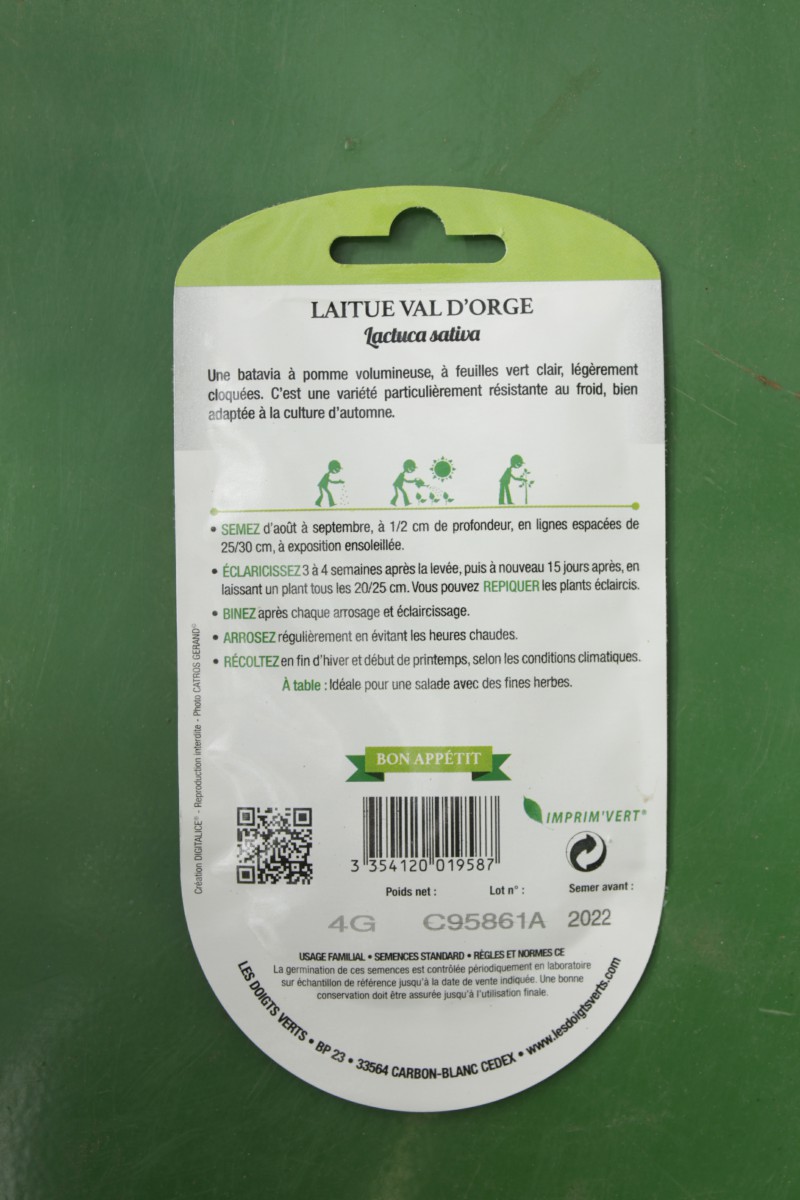 LAITUE VAL D'ORGE
Lactuca sativa
Une batavia à pomme volumineuse, à feuilles vert clair, légèrement
cloquées. C'est une variété particulièrement résistante au froid, bien
adaptée à la culture d'automne.
• SEMEZ d'août à septembre, à 1/2 cm de profondeur, en lignes espacées de
25/30 cm, à exposition ensoleillée.
• ÉCLARICISSEZ 3 à 4 semaines après la levée, puis à nouveau 15 jours après, en
laissant un plant tous les 20/25 cm. Vous pouvez REPIQUER les plants éclaircis.
• BINEZ après chaque arrosage et éclaircissage.
• ARROSEZ régulièrement en évitant les heures chaudes.
• RÉCOLTEZ en fin d'hiver et début de printemps, selon les conditions climatiques.
À table : Idéale pour une salade avec des fines herbes.
Création DIGITALICE® - Reproduction interdite - Photo CATROS GERAND®
BON APPÉTIT
IMPRIM'VERT®
3 354120 019587
Poids net : Lot n° : Semer avant :
4G C95861A 2022
USAGE FAMILIAL • SEMENCES STANDARD • RÈGLES ET NORMES CE
La germination de ces semences est contrôlée périodiquement en laboratoire
sur échantillon de référence jusqu'à la date de vente indiquée. Une bonne
conservation doit être assurée jusqu'à l'utilisation finale.
LES DOIGTS VERTS • BP 23 • 33564 CARBON-BLANC CEDEX • www.lesdoigtsverts.com